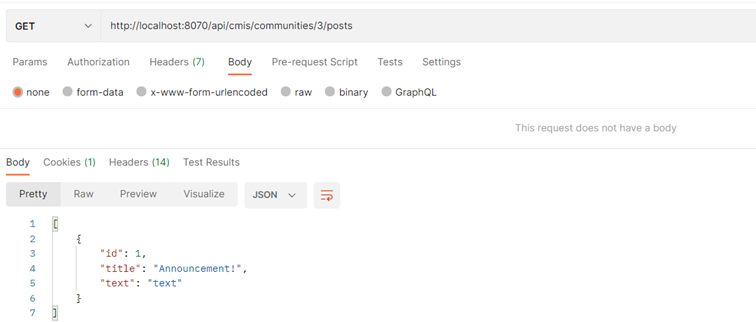 GET http://localhost:8070/api/cmis/communities/3/posts
Params Authorization Headers (7) Body Pre-request Script Tests Settings
none form-data x-www-form-urlencoded raw binary GraphQL
This request does not have a body
Body Cookies (1) Headers (14) Test Results
Pretty Raw Preview Visualize JSON
1 [
2 {
3 "id": 1,
4 "title": "Announcement!",
5 "text": "text"
6 }
7 ]